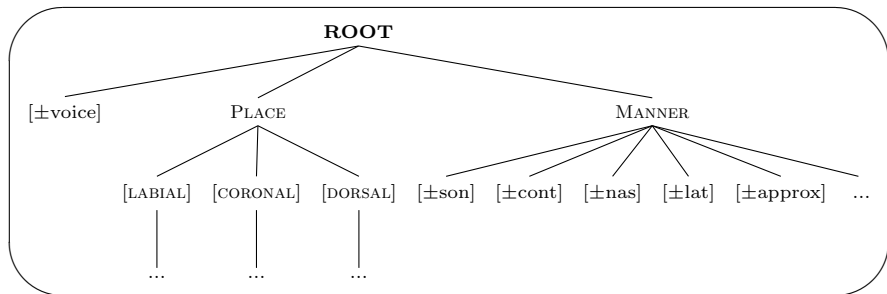 ROOT
[±voice] PLACE MANNER
[LABIAL] [CORONAL] [DORSAL] [±son] [±cont] [±nas] [±lat] [±approx] ...
... ... ...